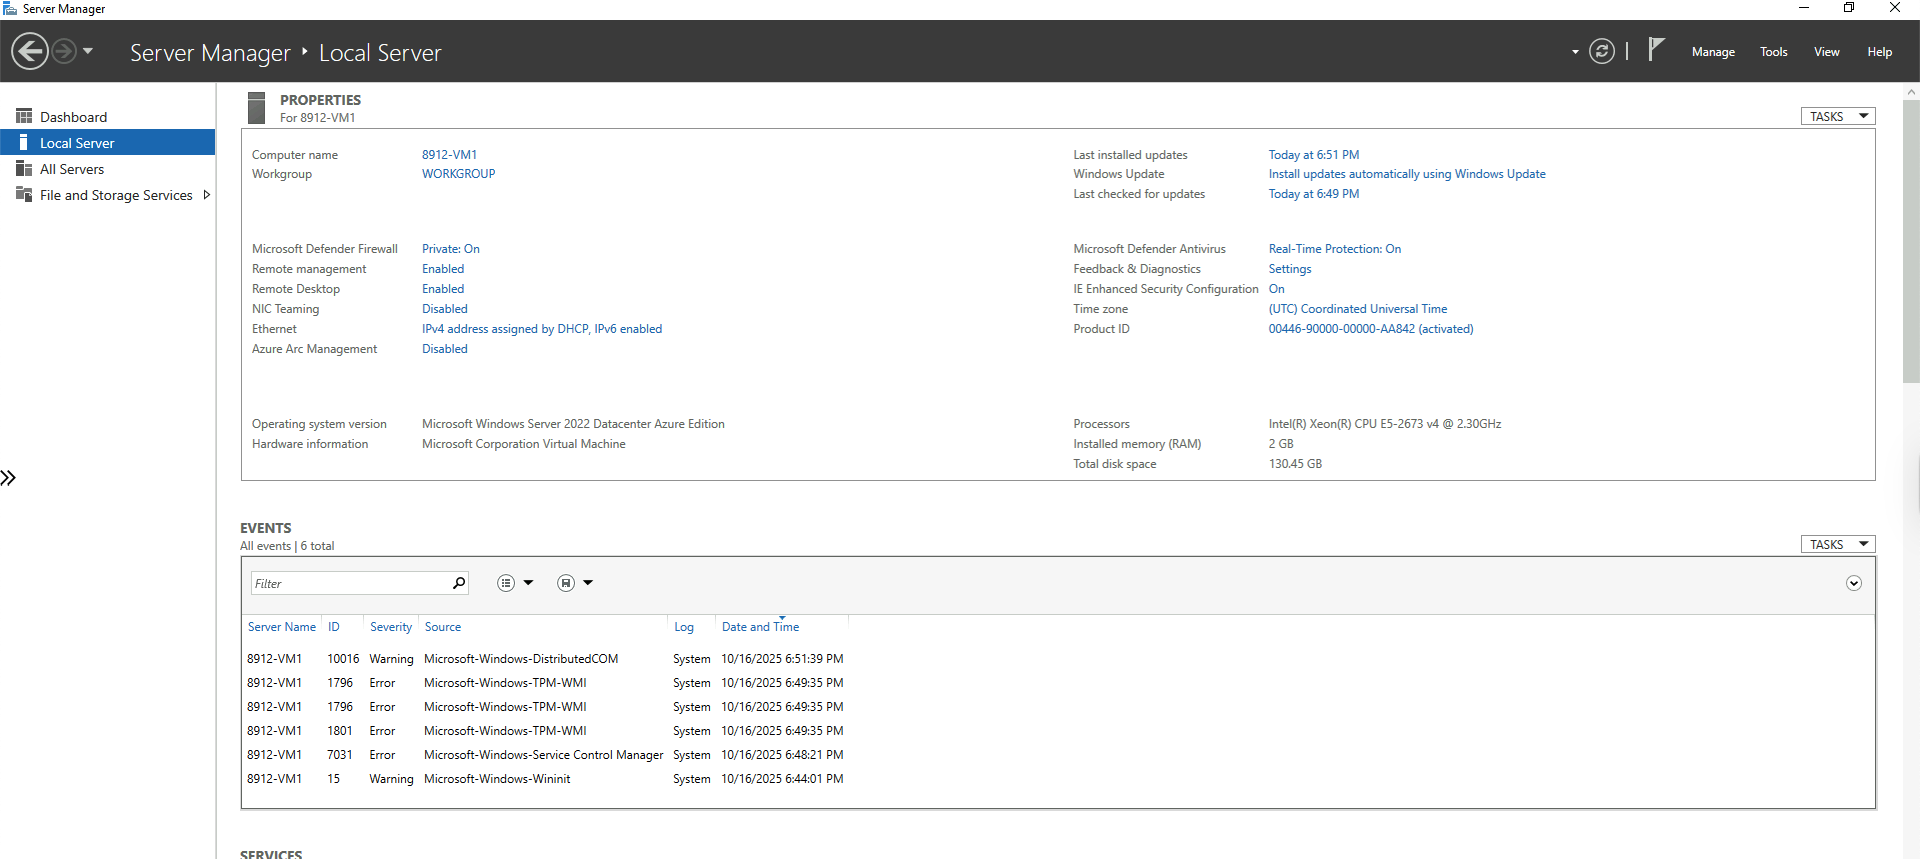 Server Manager
Server Manager ‣ Local Server
Manage Tools View Help
Dashboard
Local Server
All Servers
File and Storage Services
PROPERTIES
For 8912-VM1
TASKS
Computer name 8912-VM1
Workgroup WORKGROUP
Last installed updates Today at 6:51 PM
Windows Update Install updates automatically using Windows Update
Last checked for updates Today at 6:49 PM
Microsoft Defender Firewall Private: On
Remote management Enabled
Remote Desktop Enabled
NIC Teaming Disabled
Ethernet IPv4 address assigned by DHCP, IPv6 enabled
Azure Arc Management Disabled
Microsoft Defender Antivirus Real-Time Protection: On
Feedback & Diagnostics Settings
IE Enhanced Security Configuration On
Time zone (UTC) Coordinated Universal Time
Product ID 00446-90000-00000-AA842 (activated)
Operating system version Microsoft Windows Server 2022 Datacenter Azure Edition
Hardware information Microsoft Corporation Virtual Machine
Processors Intel(R) Xeon(R) CPU E5-2673 v4 @ 2.30GHz
Installed memory (RAM) 2 GB
Total disk space 130.45 GB
EVENTS
All events | 6 total
TASKS
Filter
Server Name ID Severity Source Log Date and Time
8912-VM1 10016 Warning Microsoft-Windows-DistributedCOM System 10/16/2025 6:51:39 PM
8912-VM1 1796 Error Microsoft-Windows-TPM-WMI System 10/16/2025 6:49:35 PM
8912-VM1 1796 Error Microsoft-Windows-TPM-WMI System 10/16/2025 6:49:35 PM
8912-VM1 1801 Error Microsoft-Windows-TPM-WMI System 10/16/2025 6:49:35 PM
8912-VM1 7031 Error Microsoft-Windows-Service Control Manager System 10/16/2025 6:48:21 PM
8912-VM1 15 Warning Microsoft-Windows-Wininit System 10/16/2025 6:44:01 PM
SERVICES